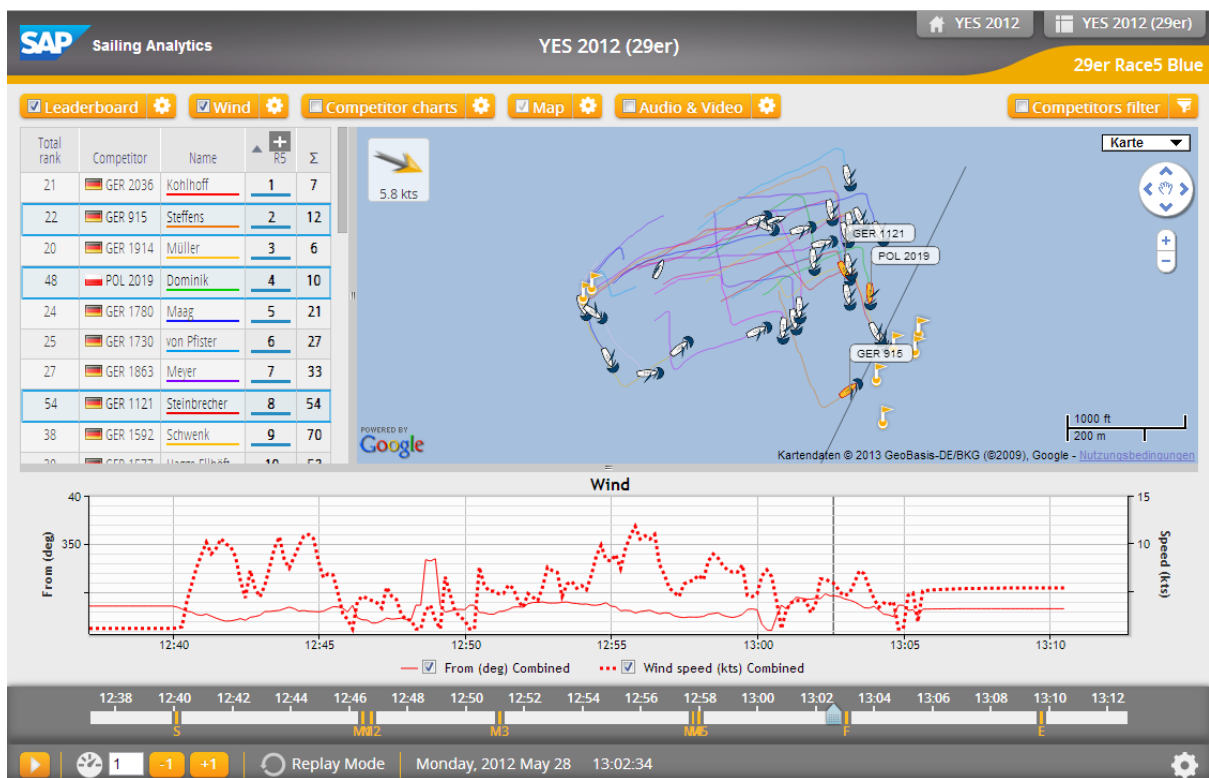 YES 2012
YES 2012 (29er)
SAP
Sailing Analytics
YES 2012 (29er)
29er Race5 Blue
Leaderboard
Wind
Competitor charts
Map
Audio & Video
Competitors filter
Total rank Competitor Name R5 Σ
21 GER 2036 Kohlhoff 1 7
22 GER 915 Steffens 2 12
20 GER 1914 Müller 3 6
48 POL 2019 Dominik 4 10
24 GER 1780 Maag 5 21
25 GER 1730 von Pfister 6 27
27 GER 1863 Meyer 7 33
54 GER 1121 Steinbrecher 8 54
38 GER 1592 Schwenk 9 70
5.8 kts
Karte
GER 1121
POL 2019
GER 915
1000 ft
200 m
POWERED BY
Google
Kartendaten © 2013 GeoBasis-DE/BKG (©2009), Google - Nutzungsbedingungen
Wind
40
350
From (deg)
15
10
Speed (kts)
12:40 12:45 12:50 12:55 13:00 13:05 13:10
From (deg) Combined
Wind speed (kts) Combined
12:38 12:40 12:42 12:44 12:46 12:48 12:50 12:52 12:54 12:56 12:58 13:00 13:02 13:04 13:06 13:08 13:10 13:12
S M3 F E
1 -1 +1 Replay Mode Monday, 2012 May 28 13:02:34